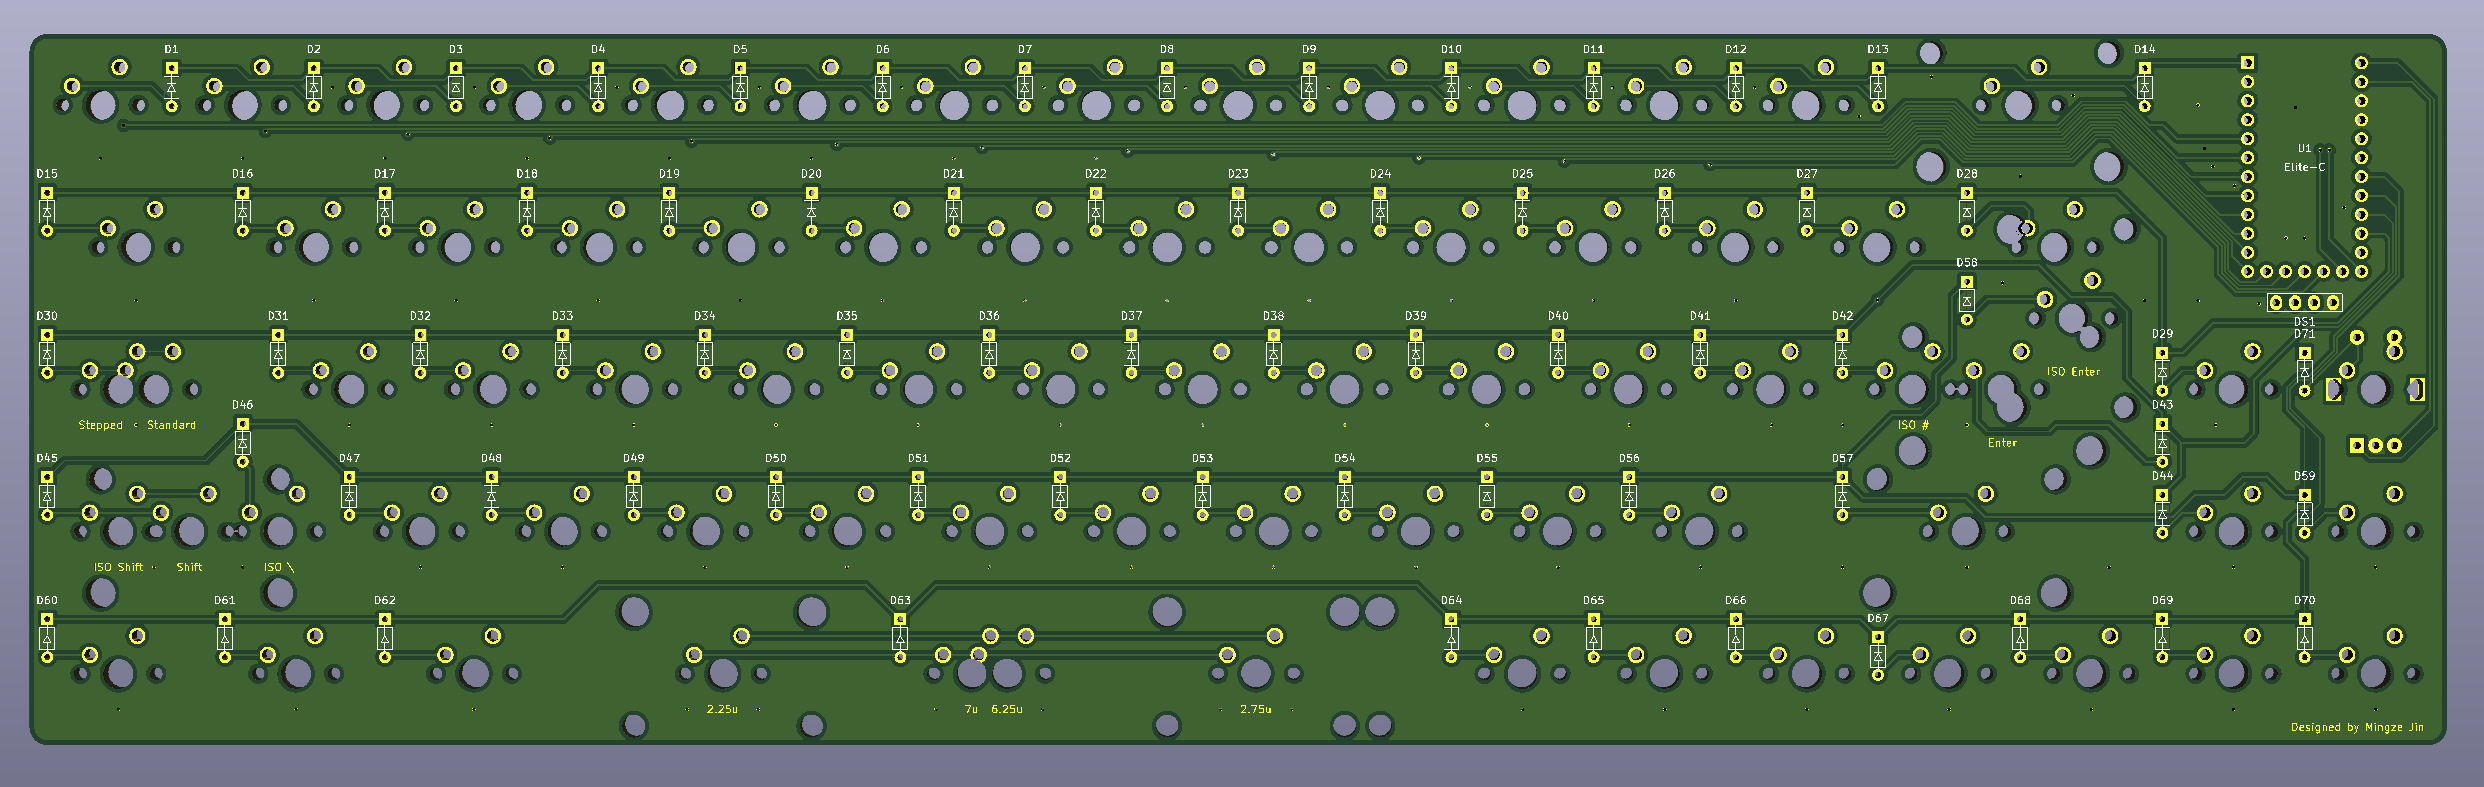 D1 D2 D3 D4 D5 D6 D7 D8 D9 D10 D11 D12 D13 D14
U1
Elite-C
D15 D16 D17 D18 D19 D20 D21 D22 D23 D24 D25 D26 D27 D28
D58
D30 D31 D32 D33 D34 D35 D36 D37 D38 D39 D40 D41 D42
DS1
D29 D71
ISO Enter
D46
D43
Stepped Standard
ISO #
Enter
D45 D47 D48 D49 D50 D51 D52 D53 D54 D55 D56 D57
D44 D59
ISO Shift Shift ISO \
D60 D61 D62 D63 D64 D65 D66 D67 D68 D69 D70
2.25u 7u 6.25u 2.75u
Designed by Mingze Jin